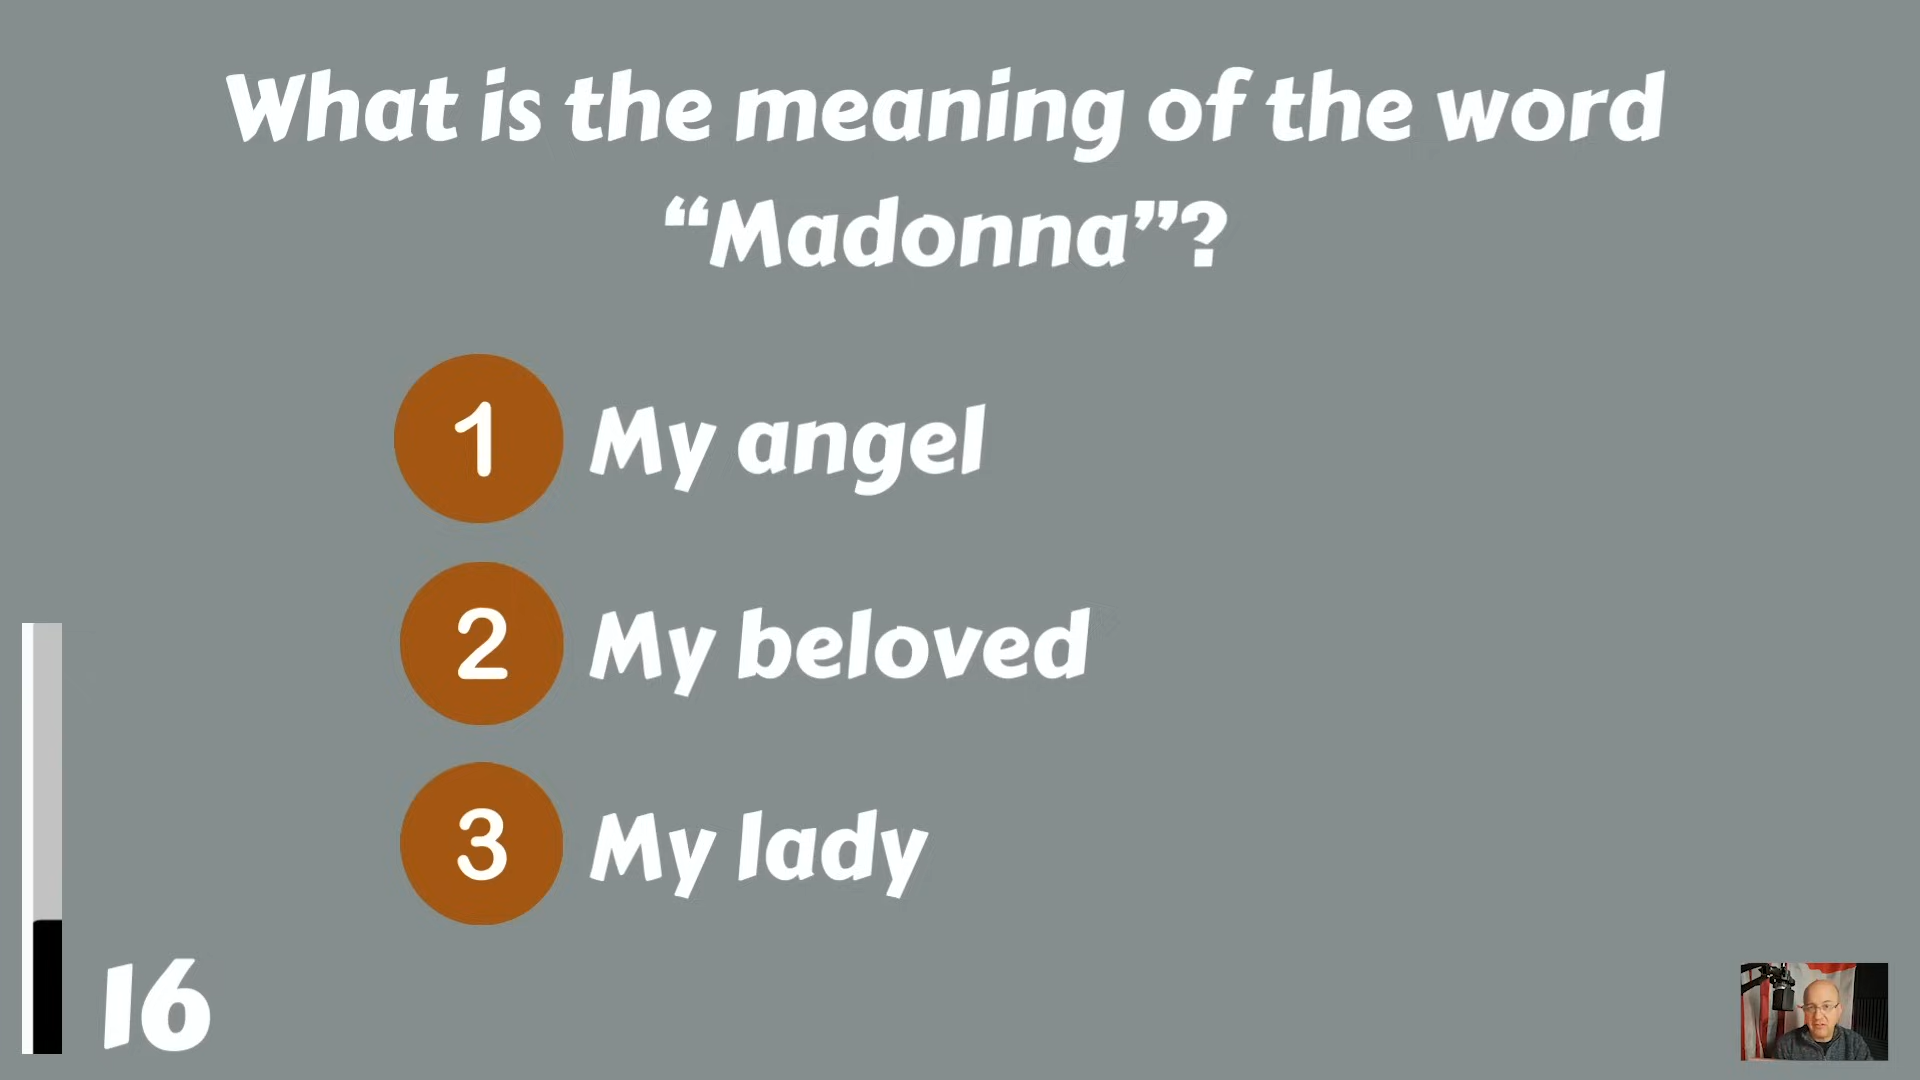 What is the meaning of the word
“Madonna”?
1 My angel
2 My beloved
3 My lady
16